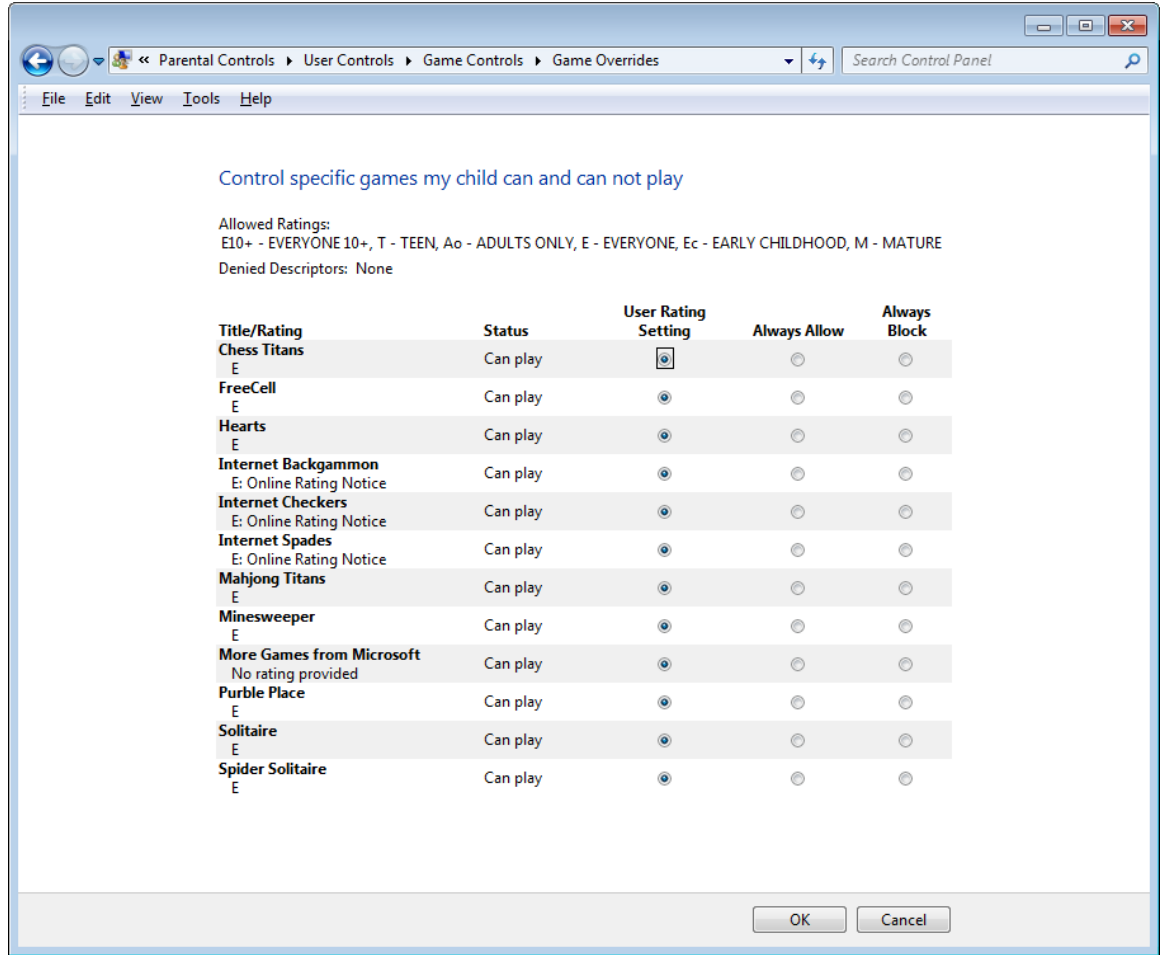 « Parental Controls ▸ User Controls ▸ Game Controls ▸ Game Overrides
Search Control Panel
File Edit View Tools Help
Control specific games my child can and can not play
Allowed Ratings:
E10+ - EVERYONE 10+, T - TEEN, Ao - ADULTS ONLY, E - EVERYONE, Ec - EARLY CHILDHOOD, M - MATURE
Denied Descriptors: None
Title/Rating Status User Rating Setting Always Allow Always Block
Chess Titans
E
Can play
FreeCell
E
Can play
Hearts
E
Can play
Internet Backgammon
E: Online Rating Notice
Can play
Internet Checkers
E: Online Rating Notice
Can play
Internet Spades
E: Online Rating Notice
Can play
Mahjong Titans
E
Can play
Minesweeper
E
Can play
More Games from Microsoft
No rating provided
Can play
Purble Place
E
Can play
Solitaire
E
Can play
Spider Solitaire
E
Can play
OK Cancel